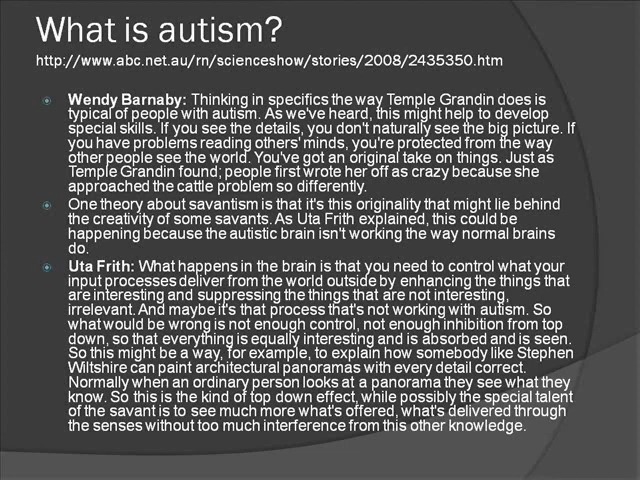 What is autism?
http://www.abc.net.au/rn/scienceshow/stories/2008/2435350.htm
Wendy Barnaby: Thinking in specifics the way Temple Grandin does is
typical of people with autism. As we've heard, this might help to develop
special skills. If you see the details, you don't naturally see the big picture. If
you have problems reading others' minds, you're protected from the way
other people see the world. You've got an original take on things. Just as
Temple Grandin found; people first wrote her off as crazy because she
approached the cattle problem so differently.
One theory about savantism is that it's this originality that might lie behind
the creativity of some savants. As Uta Frith explained, this could be
happening because the autistic brain isn't working the way normal brains
do.
Uta Frith: What happens in the brain is that you need to control what your
input processes deliver from the world outside by enhancing the things that
are interesting and suppressing the things that are not interesting,
irrelevant. And maybe it's that process that's not working with autism. So
what would be wrong is not enough control, not enough inhibition from top
down, so that everything is equally interesting and is absorbed and is seen.
So this might be a way, for example, to explain how somebody like Stephen
Wiltshire can paint architectural panoramas with every detail correct.
Normally when an ordinary person looks at a panorama they see what they
know. So this is the kind of top down effect, while possibly the special talent
of the savant is to see much more what's offered, what's delivered through
the senses without too much interference from this other knowledge.